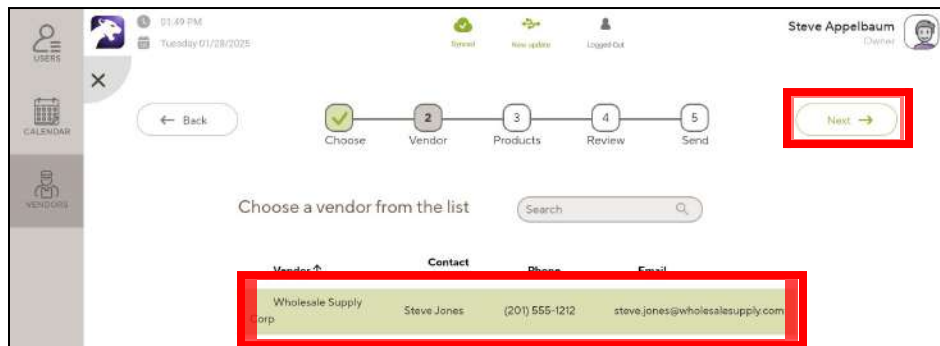 01:49 PM
Tuesday 01/28/2025
Synced
New update
Logged Out
Steve Appelbaum
Owner
USERS
CALENDAR
VENDORS
← Back
2
3
4
5
Choose
Vendor
Products
Review
Send
Next →
Choose a vendor from the list
Search
Vendor ↑
Contact
Phone
Email
Wholesale Supply
Corp
Steve Jones
(201) 555-1212
steve.jones@wholesalesupply.com